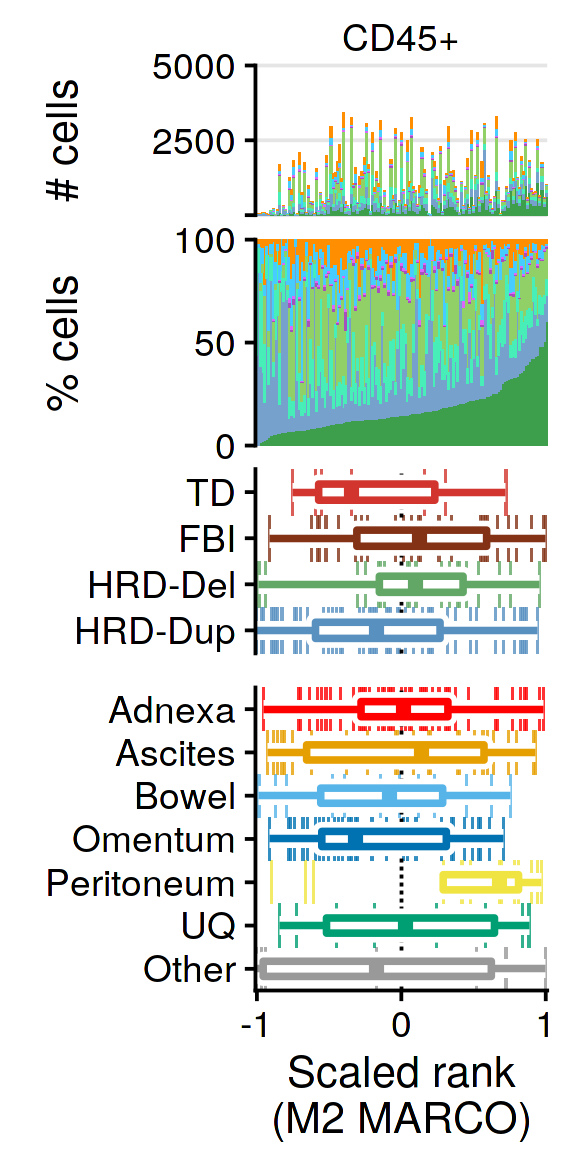 CD45+
5000
2500
# cells
100
50
0
% cells
TD
FBI
HRD-Del
HRD-Dup
Adnexa
Ascites
Bowel
Omentum
Peritoneum
UQ
Other
-1 0 1
Scaled rank
(M2 MARCO)